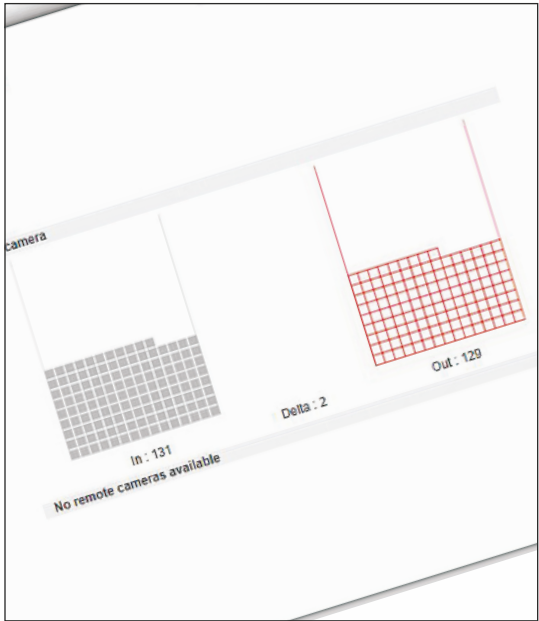 camera
In : 131
Delta : 2
Out : 129
No remote cameras available